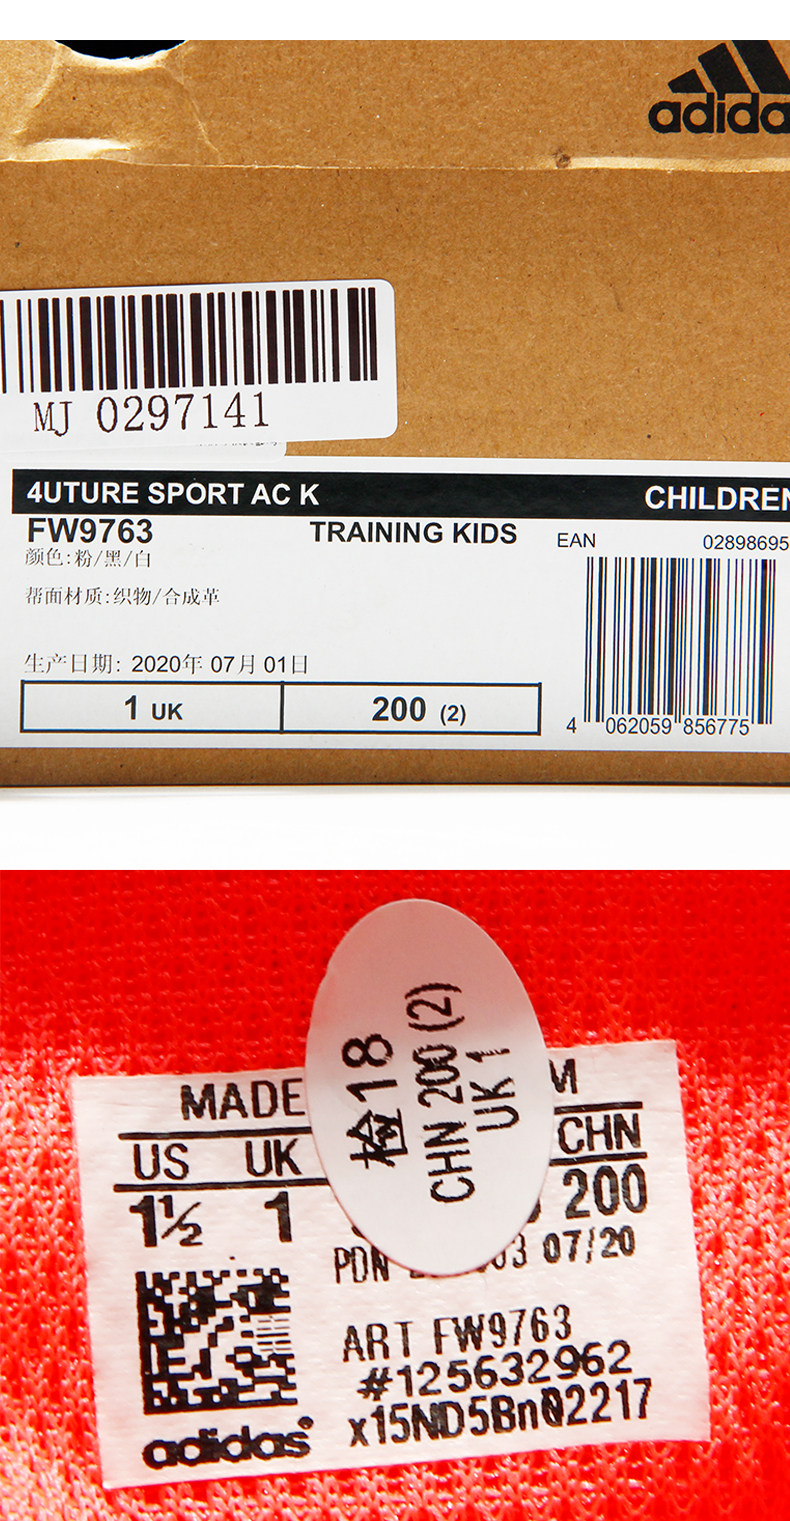 adidas
MJ 0297141
4UTURE SPORT AC K
CHILDREN
FW9763
TRAINING KIDS
EAN
02898695
颜色:粉/黑/白
帮面材质:织物/合成革
生产日期: 2020年 07月 01日
1 UK
200 (2)
4 062059 856775
检18
CHN 200 (2)
UK 1
MADE
M
US UK
CHN
1½ 1
200
PDN
03 07/20
ART FW9763
#125632962
x15ND5Bn02217
adidas